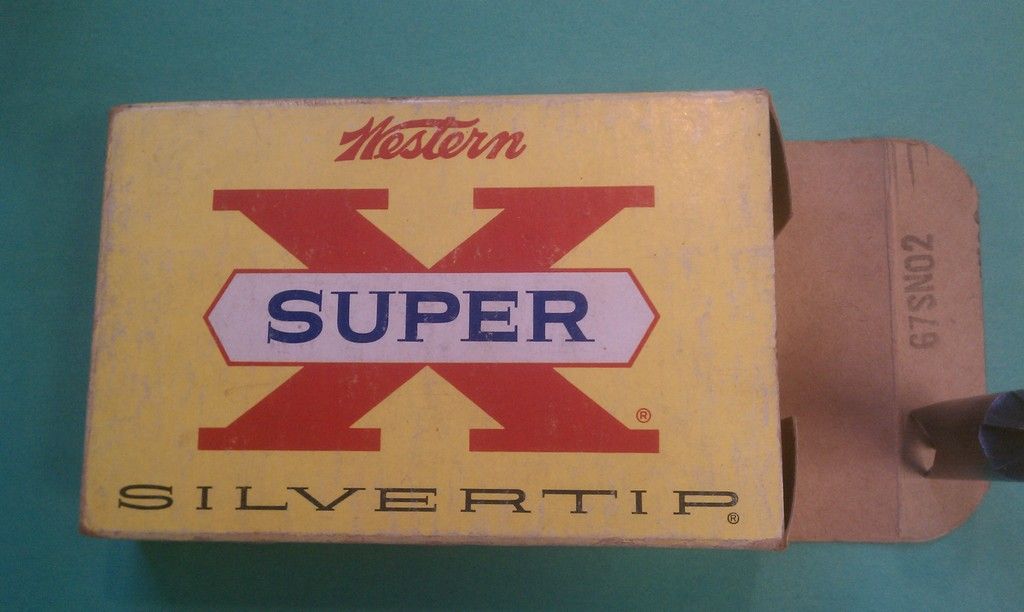 Western
X
SUPER
®
SILVERTIP®
67SN02